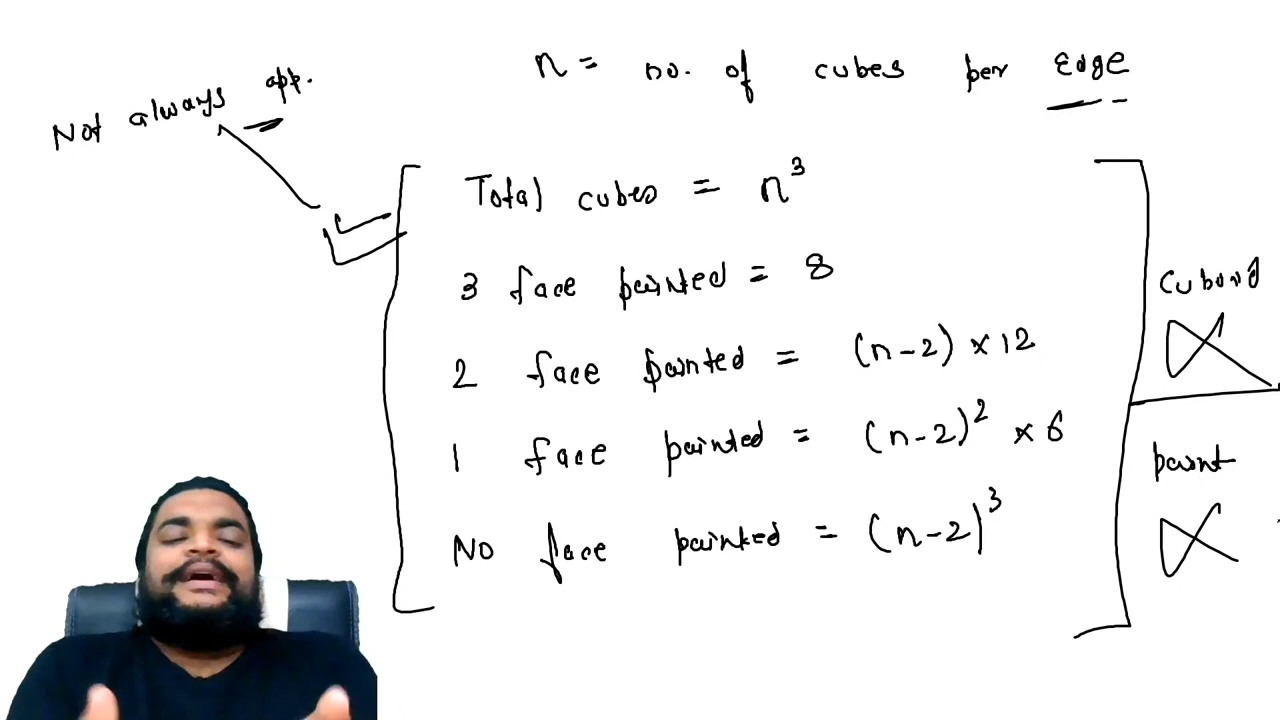 n = no. of cubes per Edge
Not always app.
Total cubes = n³
3 face painted = 8
2 face painted = (n-2) × 12
1 face painted = (n-2)² × 6
No face painted = (n-2)³
Cuboid
paint